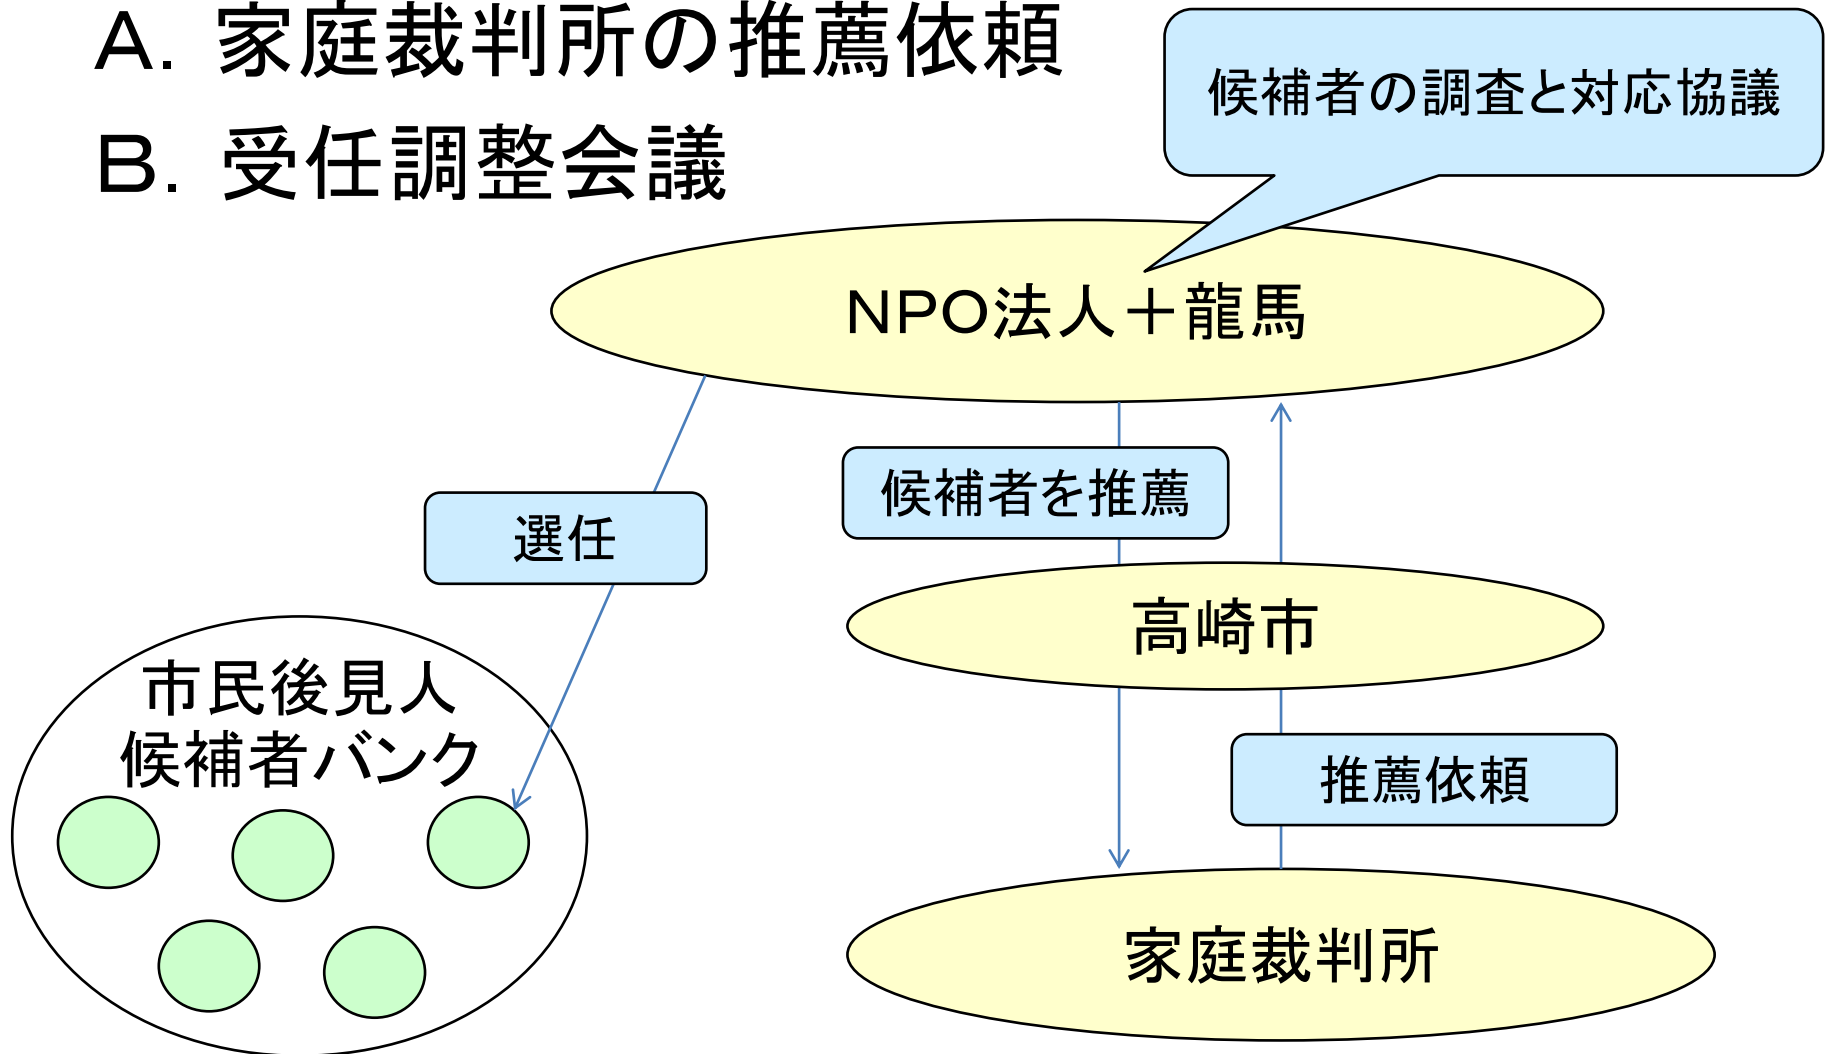 A. 家庭裁判所の推薦依頼
B. 受任調整会議
候補者の調査と対応協議
NPO法人＋龍馬
候補者を推薦
選任
高崎市
市民後見人
候補者バンク
推薦依頼
家庭裁判所